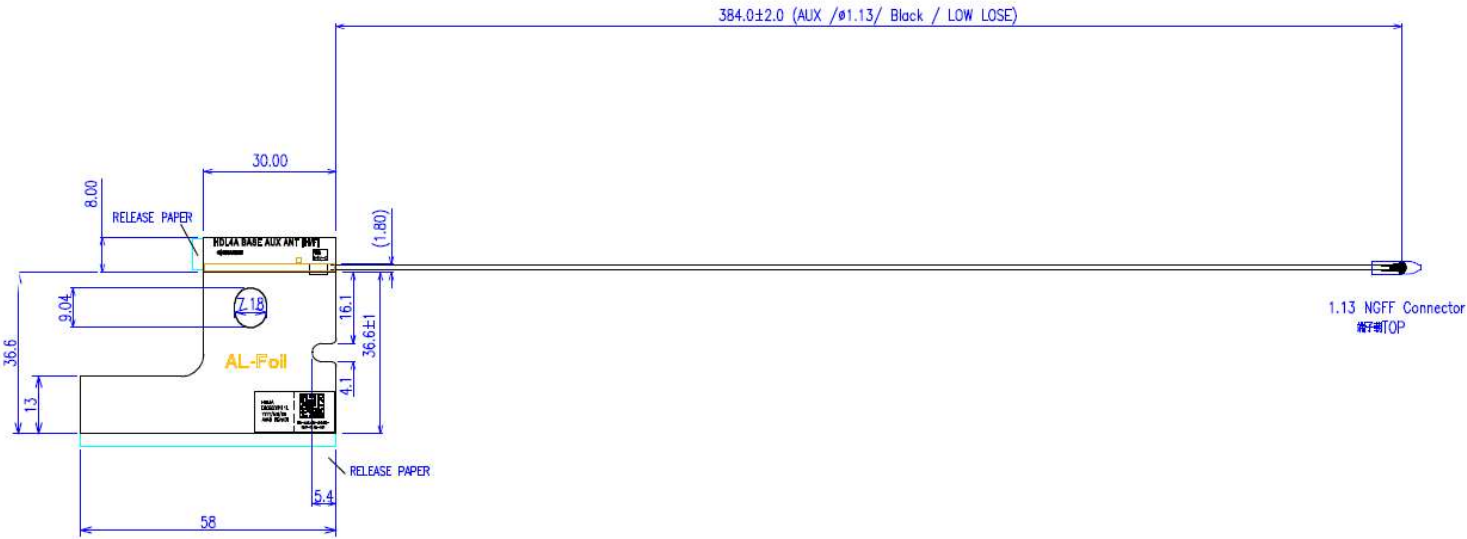 384.0±2.0 (AUX /ø1.13/ Black / LOW LOSE)
30.00
8.00
RELEASE PAPER
(1.80)
HDL4A BASE AUX ANT [H/F]
9.04
7.18
16.1
36.6±1
1.13 NGFF Connector
TOP
36.6
AL-Foil
4.1
13
RELEASE PAPER
5.4
58